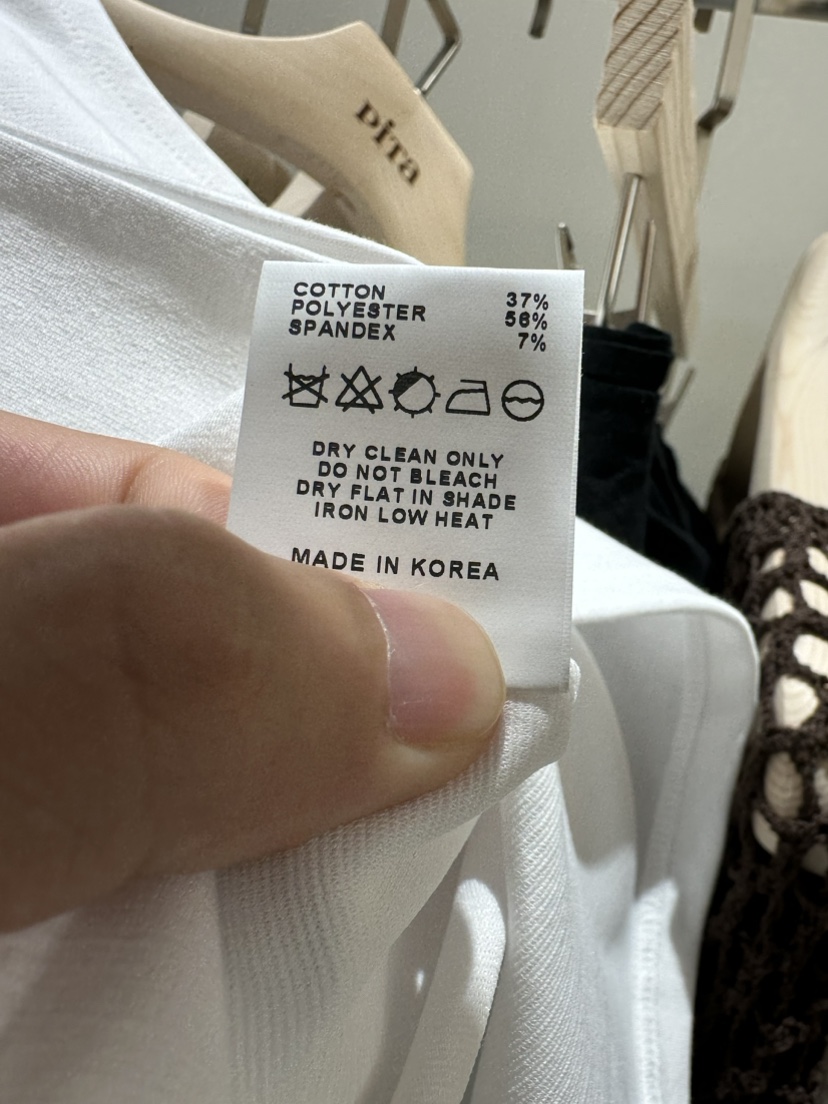 PiTa
COTTON 37%
POLYESTER 56%
SPANDEX 7%
DRY CLEAN ONLY
DO NOT BLEACH
DRY FLAT IN SHADE
IRON LOW HEAT
MADE IN KOREA